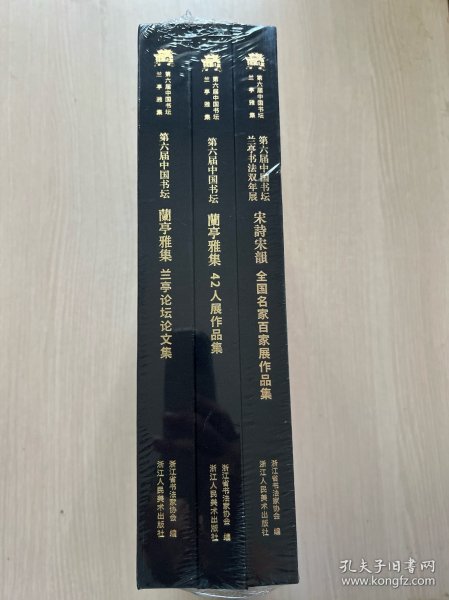 第六届中国书坛
兰亭雅集
第六届中国书坛
蘭亭雅集 兰亭论坛论文集
浙江省书法家协会 编
浙江人民美术出版社
第六届中国书坛
兰亭雅集
第六届中国书坛
蘭亭雅集 42人展作品集
浙江省书法家协会 编
浙江人民美术出版社
第六届中国书坛
兰亭雅集
第六届中国书坛
兰亭书法双年展
宋詩宋韻 全国名家百家展作品集
浙江省书法家协会 编
浙江人民美术出版社
孔夫子旧书网
www.kongfz.com